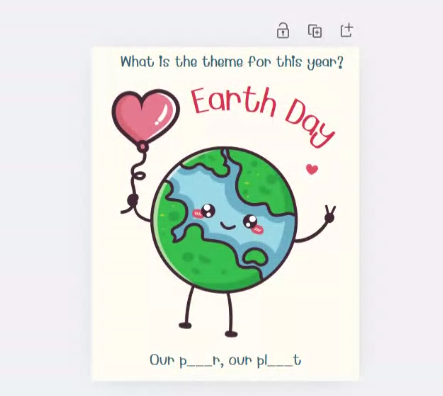 What is the theme for this year?
Earth Day
Our p___r, our pl___t